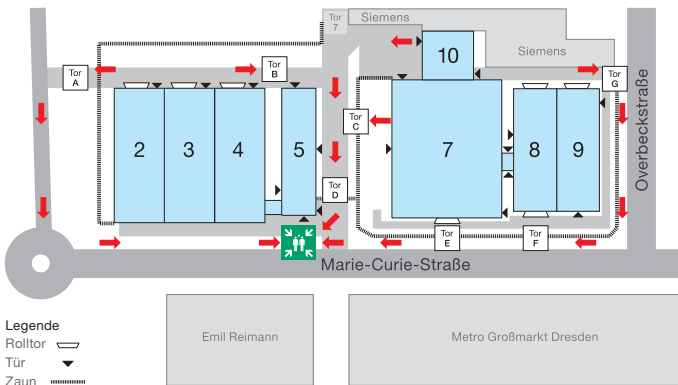 Tor
7
Siemens
Siemens
10
Tor
A
Tor
B
Tor
G
Tor
C
2
3
4
5
7
8
9
Overbeckstraße
Tor
D
Tor
E
Tor
F
Marie-Curie-Straße
Emil Reimann
Metro Großmarkt Dresden
Legende
Rolltor
Tür
Zaun